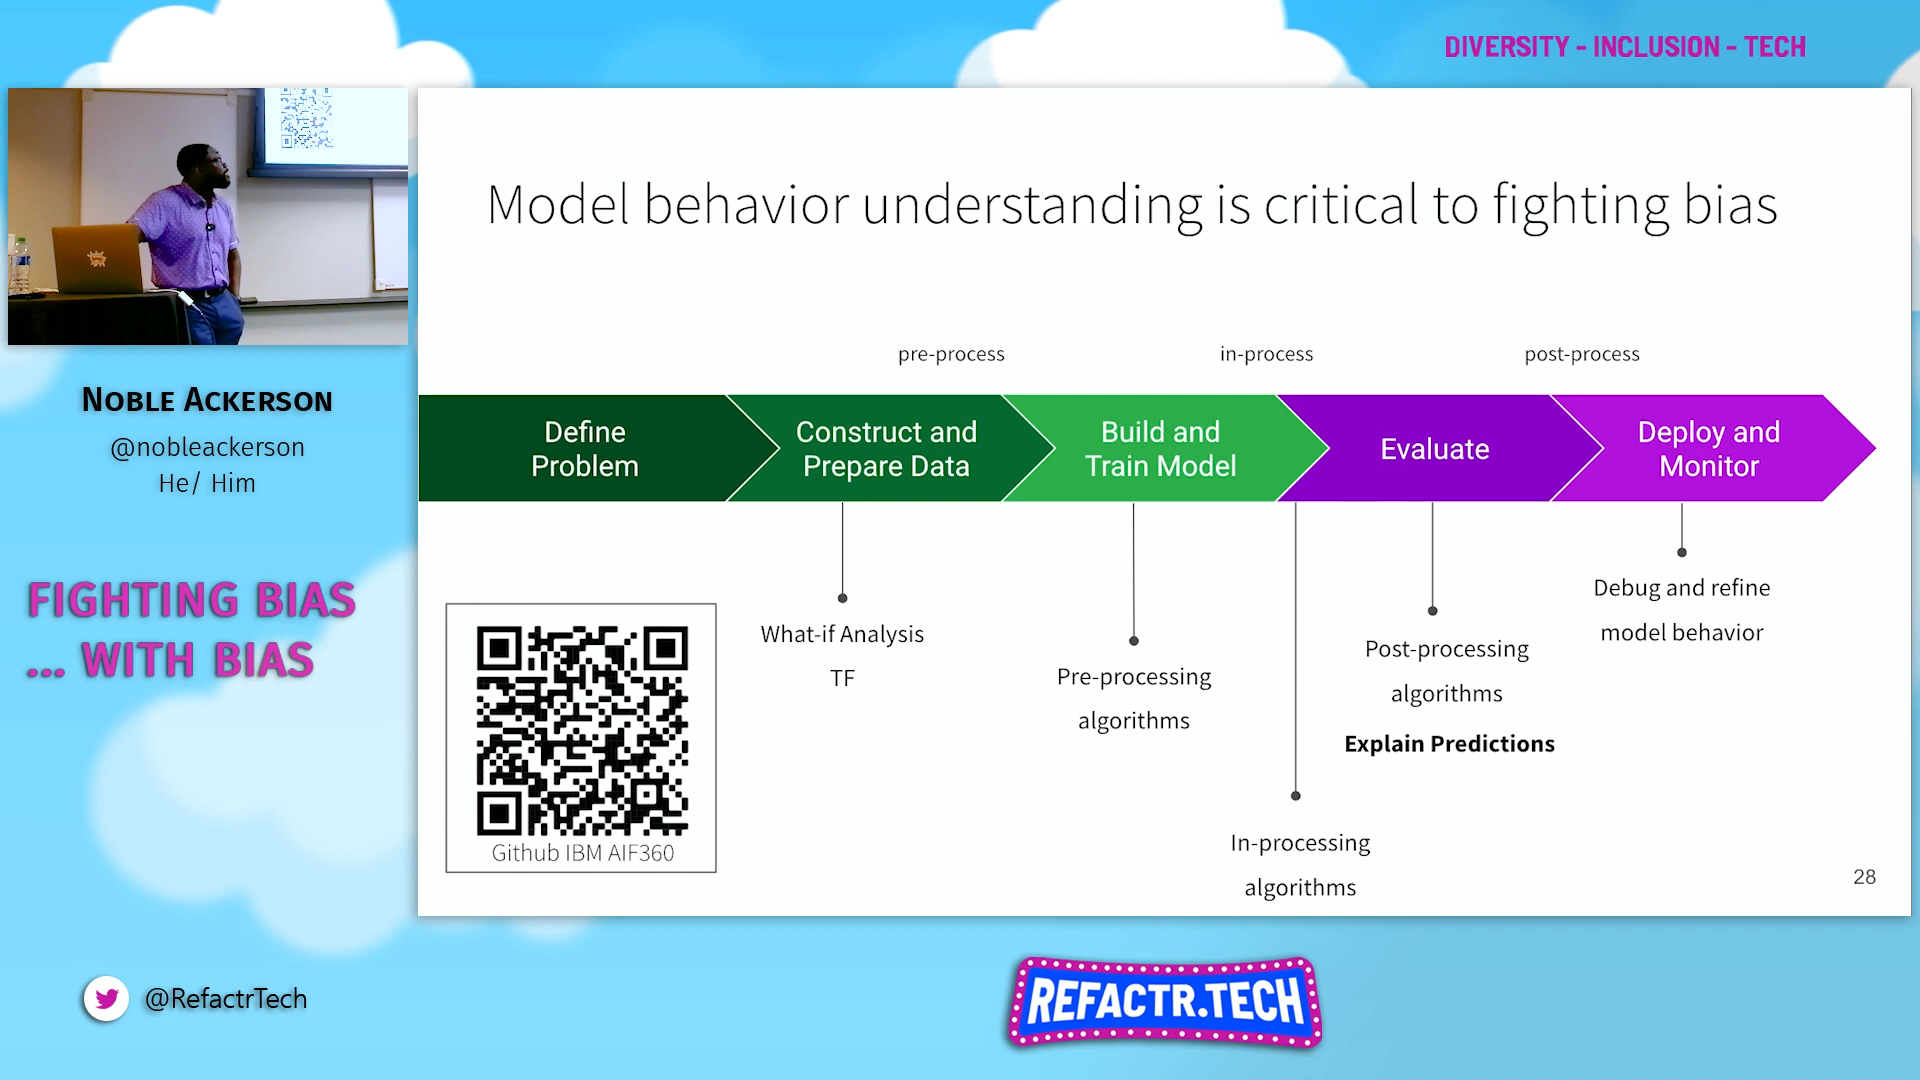 DIVERSITY - INCLUSION - TECH
NOBLE ACKERSON
@nobleackerson
He/ Him
FIGHTING BIAS
... WITH BIAS
@RefactrTech
Model behavior understanding is critical to fighting bias
pre-process
in-process
post-process
Define
Problem
Construct and
Prepare Data
Build and
Train Model
Evaluate
Deploy and
Monitor
What-if Analysis
TF
Pre-processing
algorithms
In-processing
algorithms
Post-processing
algorithms
Explain Predictions
Debug and refine
model behavior
Github IBM AIF360
28
REFACTR.TECH